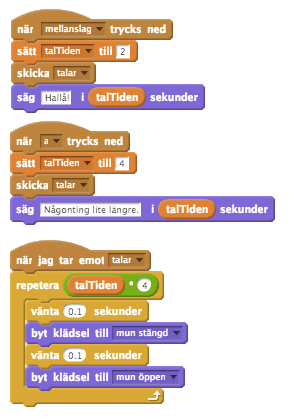 när mellanslag trycks ned
sätt talTiden till 2
skicka talar
säg Hallå! i talTiden sekunder
när a trycks ned
sätt talTiden till 4
skicka talar
säg Någonting lite längre. i talTiden sekunder
när jag tar emot talar
repetera talTiden * 4
vänta 0.1 sekunder
byt klädsel till mun stängd
vänta 0.1 sekunder
byt klädsel till mun öppen